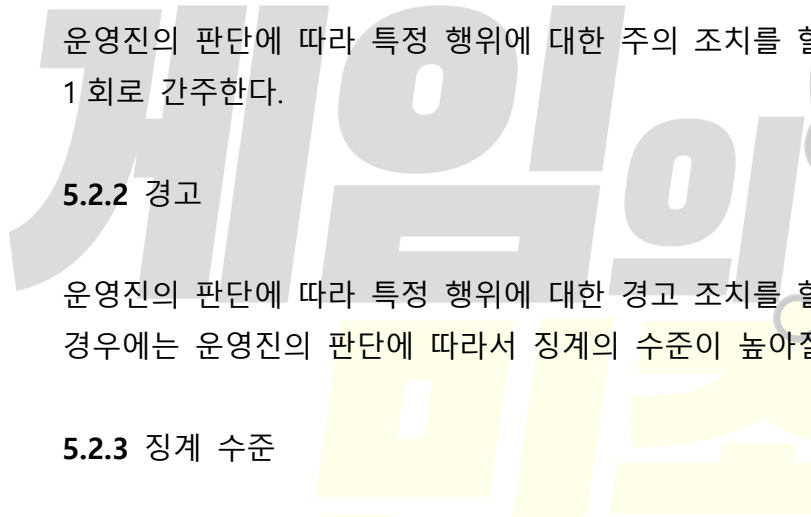 운영진의 판단에 따라 특정 행위에 대한 주의 조치를
1회로 간주한다.
5.2.2 경고
운영진의 판단에 따라 특정 행위에 대한 경고 조치를
경우에는 운영진의 판단에 따라서 징계의 수준이
5.2.3 징계 수준
게임의